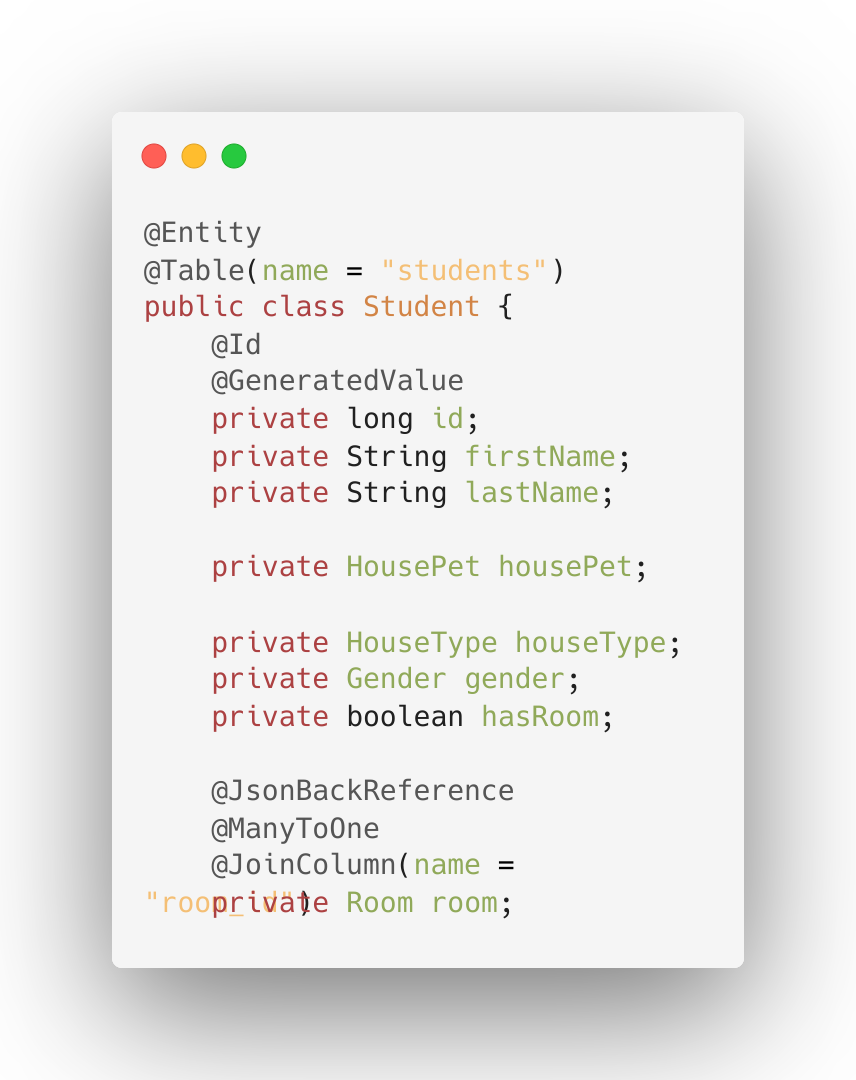 @Entity
@Table(name = "students")
public class Student {
    @Id
    @GeneratedValue
    private long id;
    private String firstName;
    private String lastName;
    private HousePet housePet;
    private HouseType houseType;
    private Gender gender;
    private boolean hasRoom;
    @JsonBackReference
    @ManyToOne
    @JoinColumn(name =
"room_id")
    private Room room;